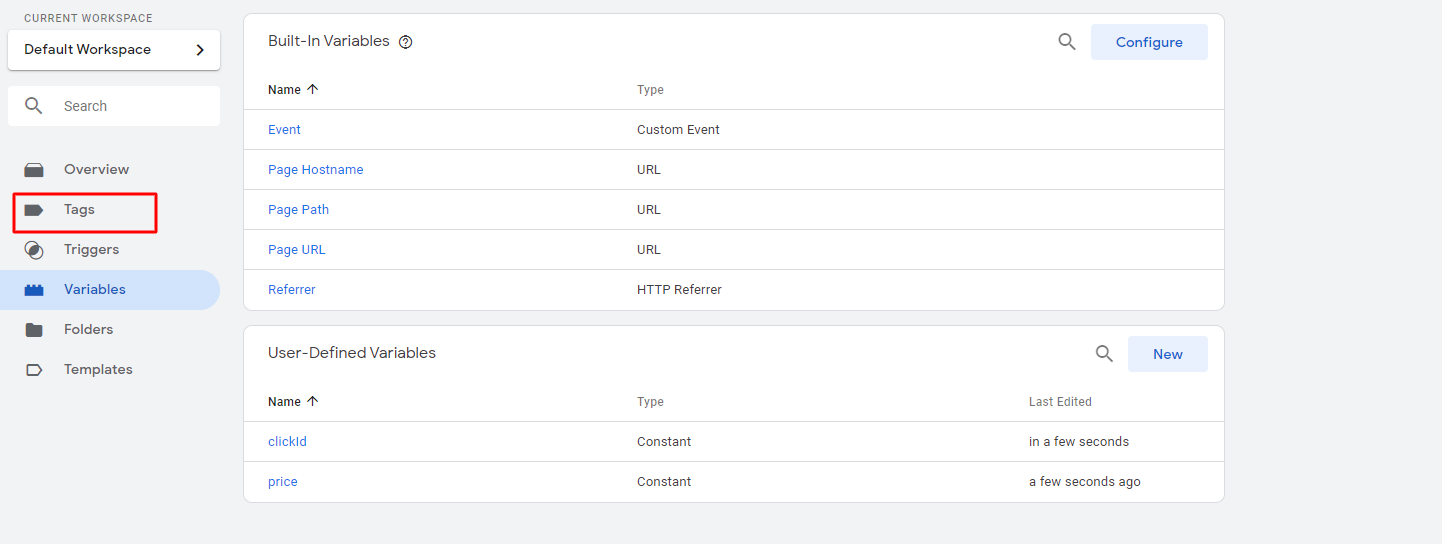 CURRENT WORKSPACE
Default Workspace
Search
Overview
Tags
Triggers
Variables
Folders
Templates
Built-In Variables
Configure
Name Type
Event Custom Event
Page Hostname URL
Page Path URL
Page URL URL
Referrer HTTP Referrer
User-Defined Variables
New
Name Type Last Edited
clickId Constant in a few seconds
price Constant a few seconds ago